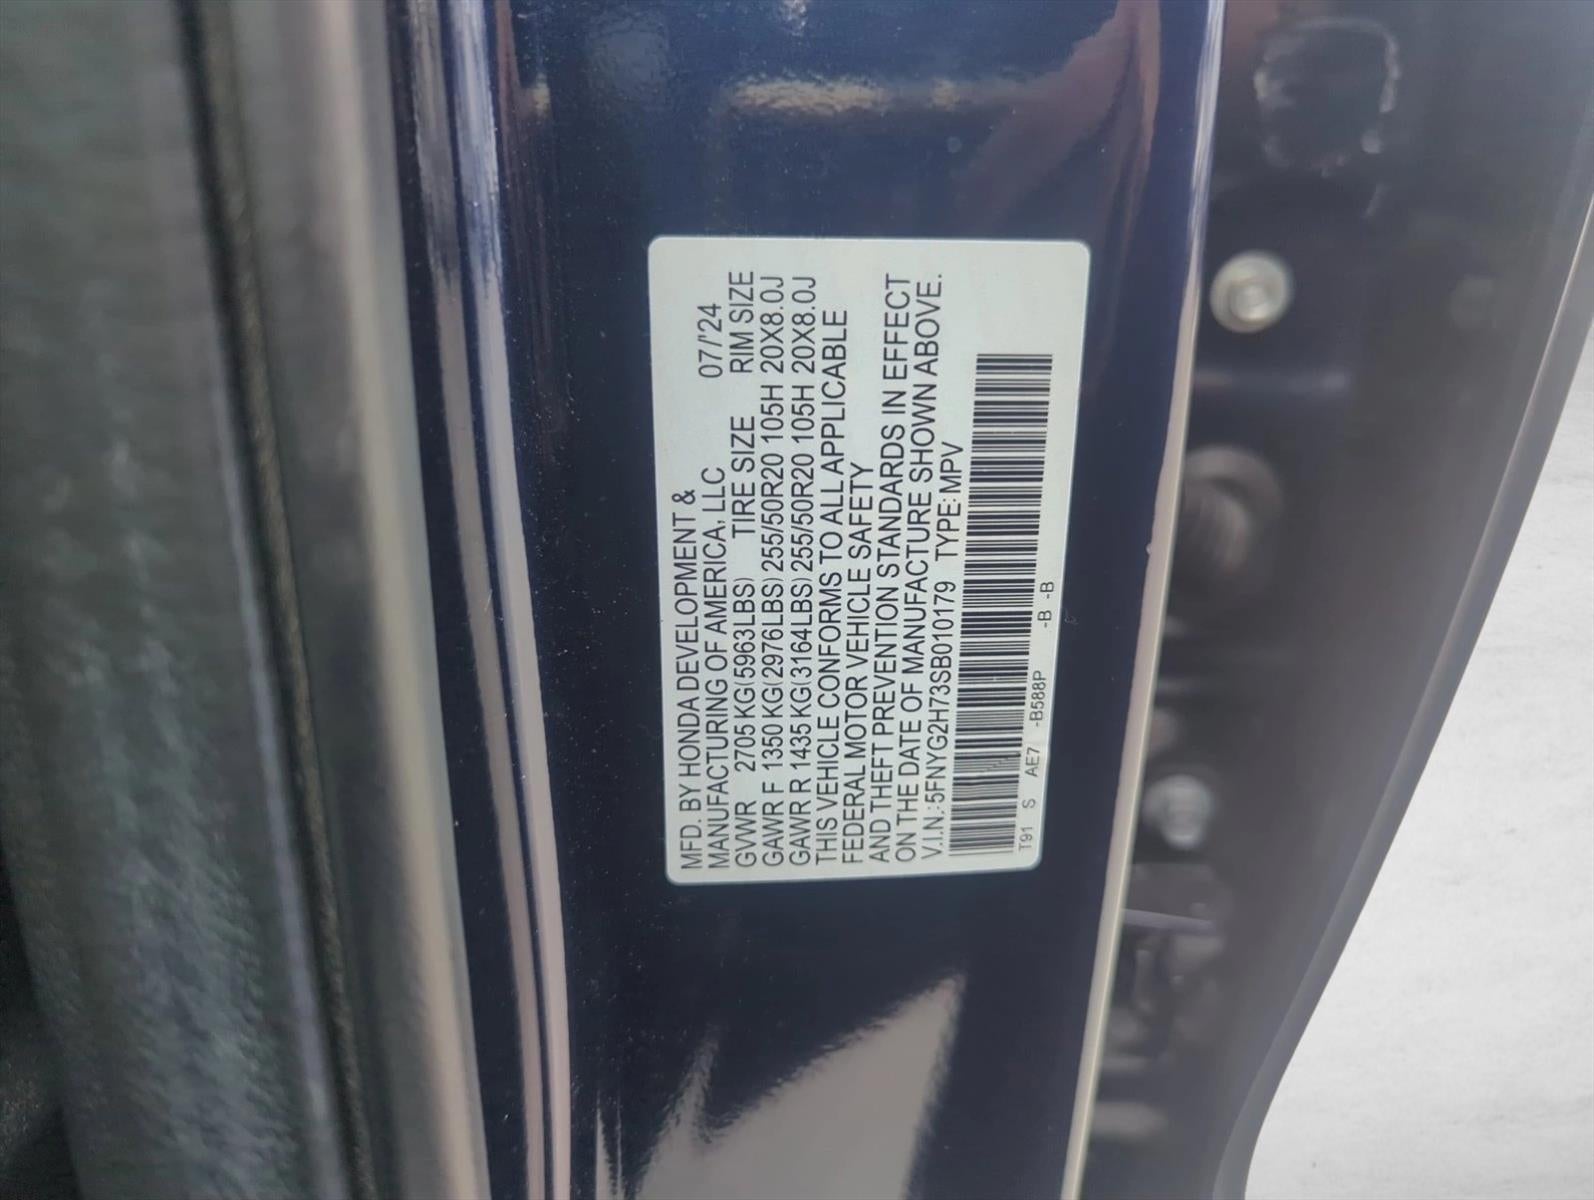 MFD. BY HONDA DEVELOPMENT &
MANUFACTURING OF AMERICA, LLC 07/'24
GVWR 2705 KG(5963LBS) TIRE SIZE RIM SIZE
GAWR F 1350 KG(2976LBS) 255/50R20 105H 20X8.0J
GAWR R 1435 KG(3164LBS) 255/50R20 105H 20X8.0J
THIS VEHICLE CONFORMS TO ALL APPLICABLE
FEDERAL MOTOR VEHICLE SAFETY
AND THEFT PREVENTION STANDARDS IN EFFECT
ON THE DATE OF MANUFACTURE SHOWN ABOVE.
V.I.N.: 5FNYG2H73SB010179 TYPE: MPV
T91 S AE7 -B588P -B -B